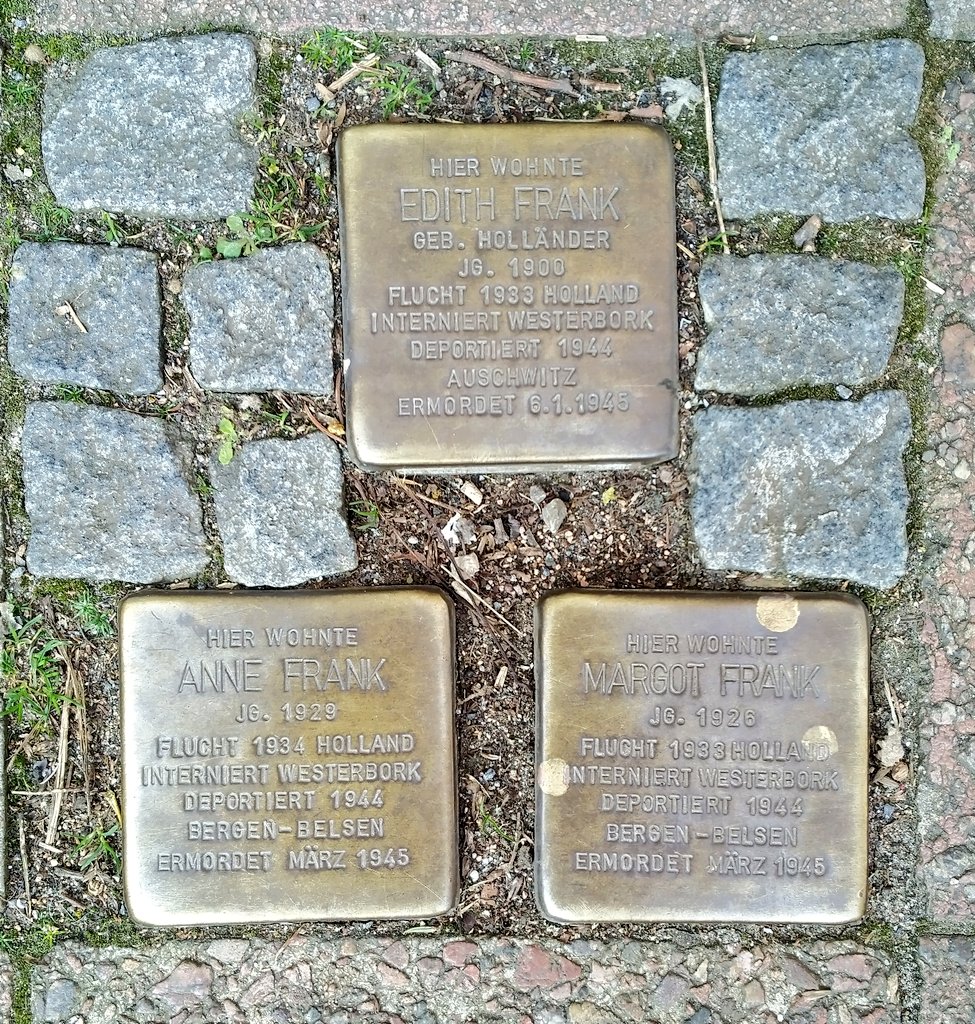 HIER WOHNTE
EDITH FRANK
GEB. HOLLÄNDER
JG. 1900
FLUCHT 1933 HOLLAND
INTERNIERT WESTERBORK
DEPORTIERT 1944
AUSCHWITZ
ERMORDET 6.1.1945
HIER WOHNTE
ANNE FRANK
JG. 1929
FLUCHT 1934 HOLLAND
INTERNIERT WESTERBORK
DEPORTIERT 1944
BERGEN-BELSEN
ERMORDET MÄRZ 1945
HIER WOHNTE
MARGOT FRANK
JG. 1926
FLUCHT 1933 HOLLAND
INTERNIERT WESTERBORK
DEPORTIERT 1944
BERGEN-BELSEN
ERMORDET MÄRZ 1945